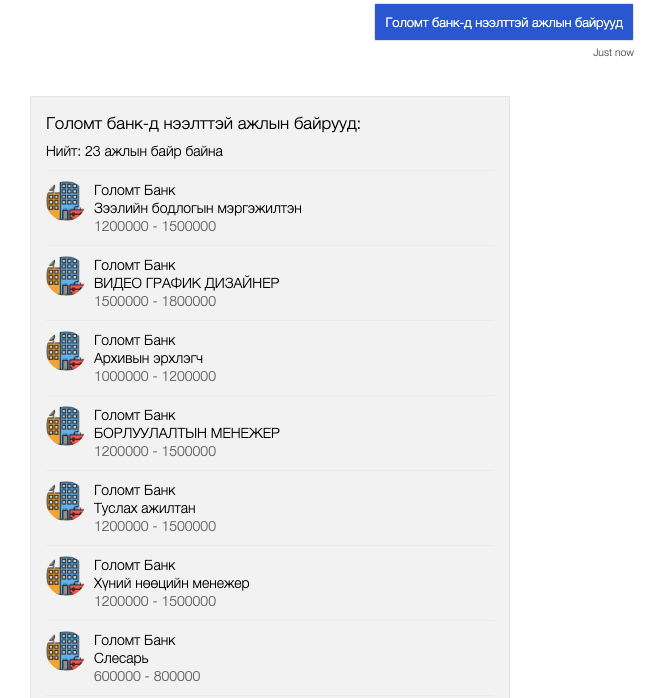 Голомт банк-д нээлттэй ажлын байрууд
Just now
Голомт банк-д нээлттэй ажлын байрууд:
Нийт: 23 ажлын байр байна
Голомт Банк
Зээлийн бодлогын мэргэжилтэн
1200000 - 1500000
Голомт Банк
ВИДЕО ГРАФИК ДИЗАЙНЕР
1500000 - 1800000
Голомт Банк
Архивын эрхлэгч
1000000 - 1200000
Голомт Банк
БОРЛУУЛАЛТЫН МЕНЕЖЕР
1200000 - 1500000
Голомт Банк
Туслах ажилтан
1200000 - 1500000
Голомт Банк
Хүний нөөцийн менежер
1200000 - 1500000
Голомт Банк
Слесарь
600000 - 800000